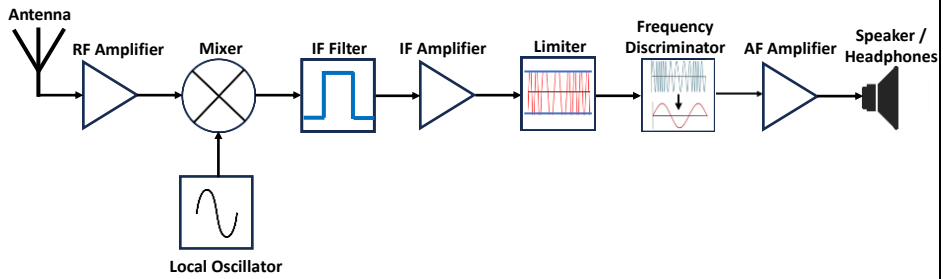 Antenna
RF Amplifier
Mixer
IF Filter
IF Amplifier
Limiter
Frequency
Discriminator
AF Amplifier
Speaker /
Headphones
Local Oscillator